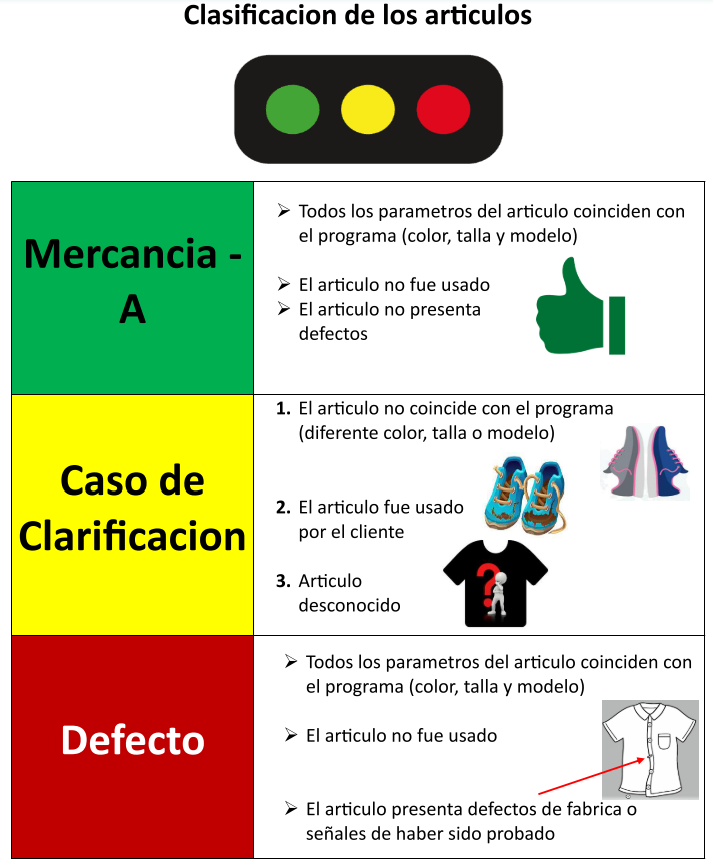 Clasificacion de los articulos
Mercancia -
A
➢ Todos los parametros del articulo coinciden con
el programa (color, talla y modelo)
➢ El articulo no fue usado
➢ El articulo no presenta
defectos
Caso de
Clarificacion
1. El articulo no coincide con el programa
(diferente color, talla o modelo)
2. El articulo fue usado
por el cliente
3. Articulo
desconocido
?
Defecto
➢ Todos los parametros del articulo coinciden con
el programa (color, talla y modelo)
➢ El articulo no fue usado
➢ El articulo presenta defectos de fabrica o
señales de haber sido probado